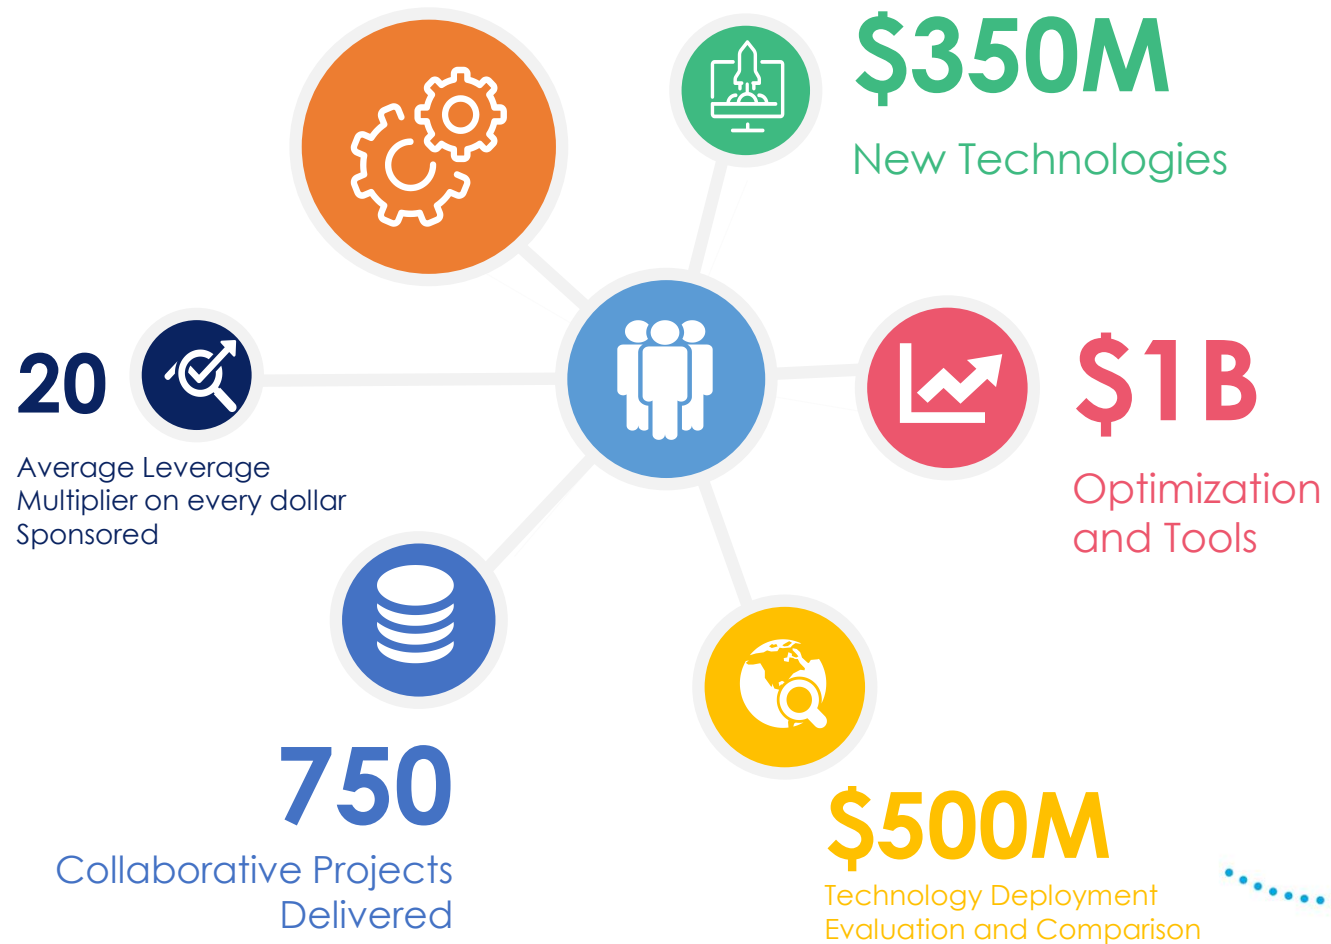 $350M
New Technologies
20
Average Leverage
Multiplier on every dollar
Sponsored
$1B
Optimization
and Tools
750
Collaborative Projects
Delivered
$500M
Technology Deployment
Evaluation and Comparison